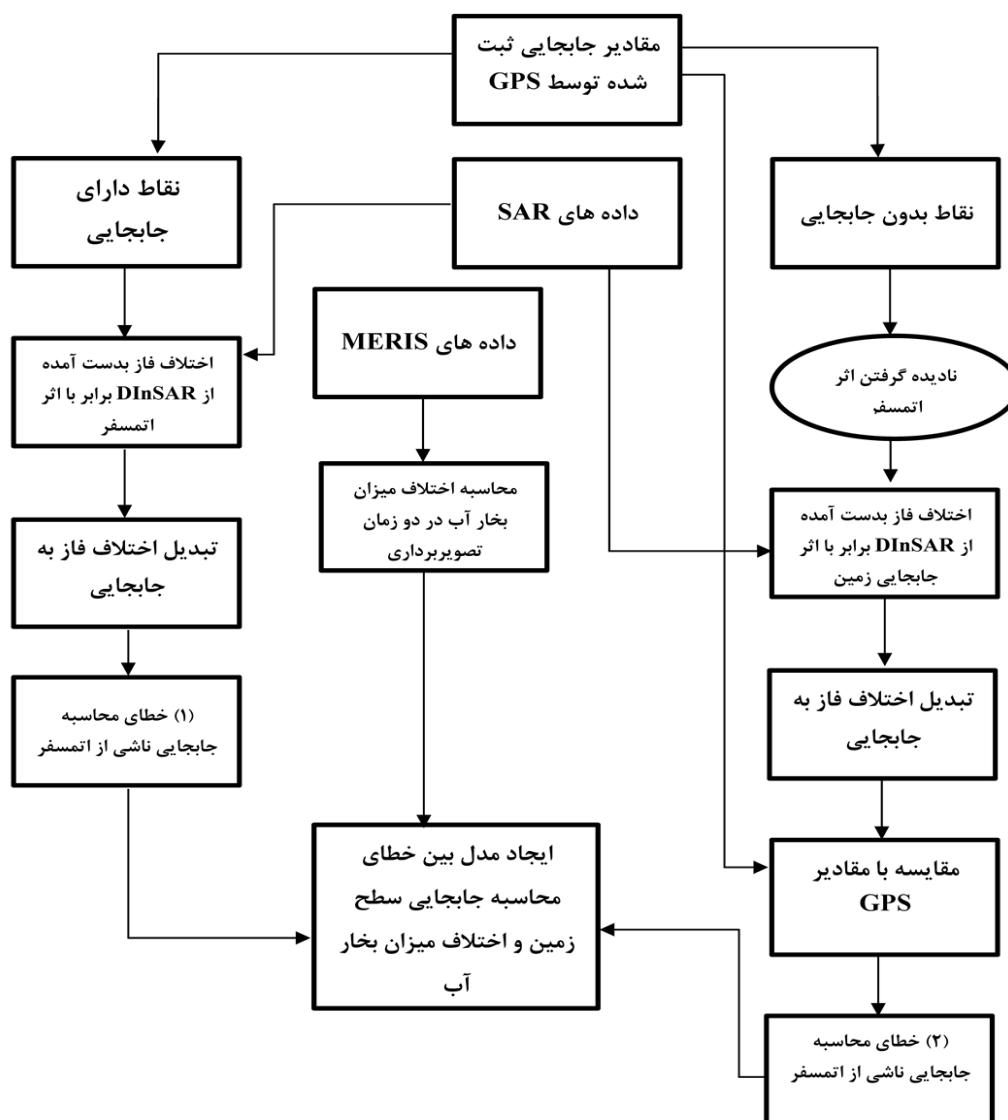 مقادیر جابجایی ثبت
شده توسط GPS
نقاط دارای
جابجایی
داده های SAR
نقاط بدون جابجایی
داده های MERIS
اختلاف فاز بدست آمده
از DInSAR برابر با اثر
اتمسفر
نادیده گرفتن اثر
اتمسفر
محاسبه اختلاف میزان
بخار آب در دو زمان
تصویربرداری
اختلاف فاز بدست آمده
از DInSAR برابر با اثر
جابجایی زمین
تبدیل اختلاف فاز به
جابجایی
تبدیل اختلاف فاز به
جابجایی
(۱) خطای محاسبه
جابجایی ناشی از اتمسفر
ایجاد مدل بین خطای
محاسبه جابجایی سطح
زمین و اختلاف میزان بخار
آب
مقایسه با مقادیر
GPS
(۲) خطای محاسبه
جابجایی ناشی از اتمسفر